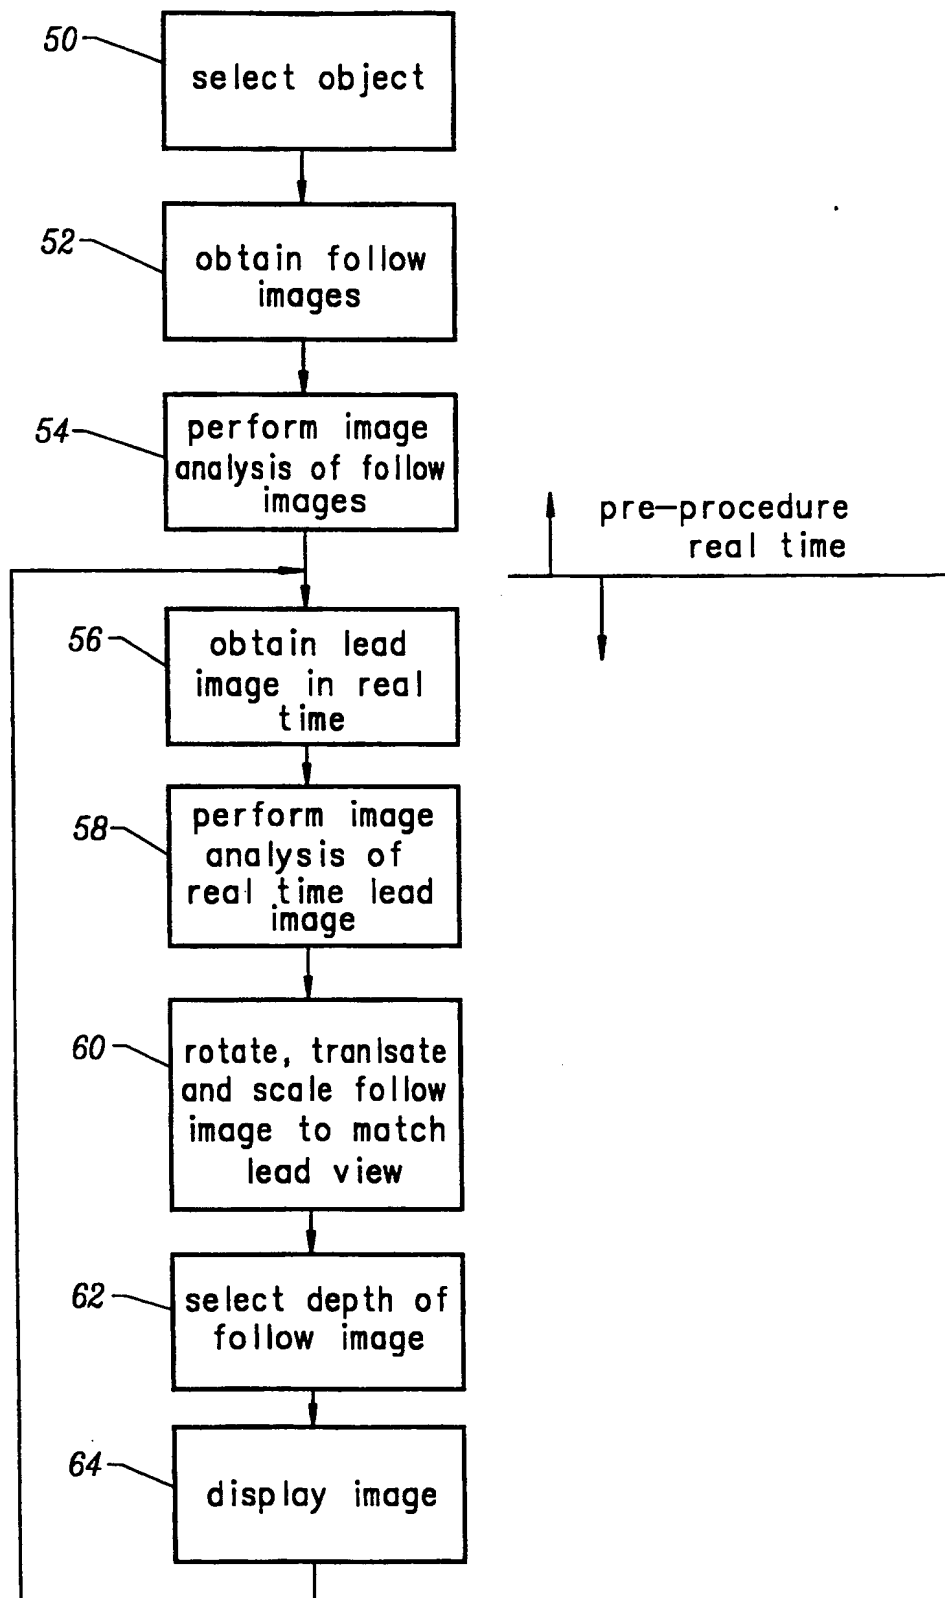 50
select object
52
obtain follow
images
54
perform image
analysis of follow
images
pre-procedure
real time
56
obtain lead
image in real
time
58
perform image
analysis of
real time lead
image
60
rotate, tranlsate
and scale follow
image to match
lead view
62
select depth of
follow image
64
display image